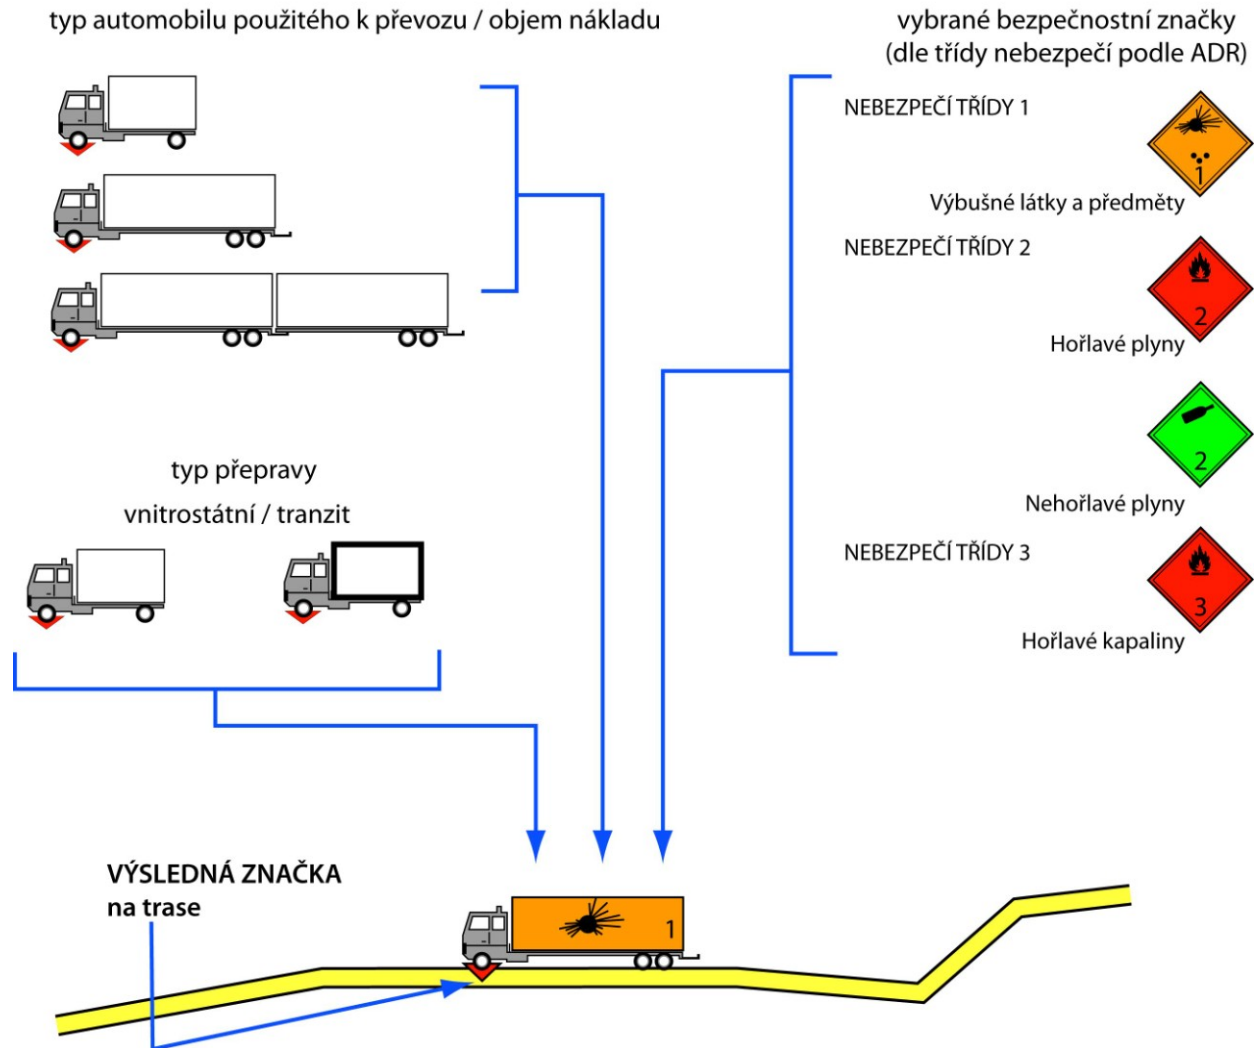 typ automobilu použitého k převozu / objem nákladu
vybrané bezpečnostní značky
(dle třídy nebezpečí podle ADR)
NEBEZPEČÍ TŘÍDY 1
1
Výbušné látky a předměty
NEBEZPEČÍ TŘÍDY 2
2
Hořlavé plyny
2
Nehořlavé plyny
NEBEZPEČÍ TŘÍDY 3
3
Hořlavé kapaliny
typ přepravy
vnitrostátní / tranzit
VÝSLEDNÁ ZNAČKA
na trase
1